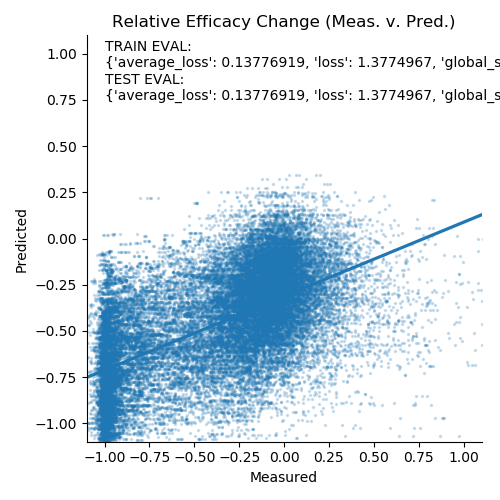 Relative Efficacy Change (Meas. v. Pred.)
TRAIN EVAL:
{'average_loss': 0.13776919, 'loss': 1.3774967, 'global_s
TEST EVAL:
{'average_loss': 0.13776919, 'loss': 1.3774967, 'global_s
1.00
0.75
0.50
0.25
0.00
−0.25
−0.50
−0.75
−1.00
Predicted
−1.00 −0.75 −0.50 −0.25 0.00 0.25 0.50 0.75 1.00
Measured